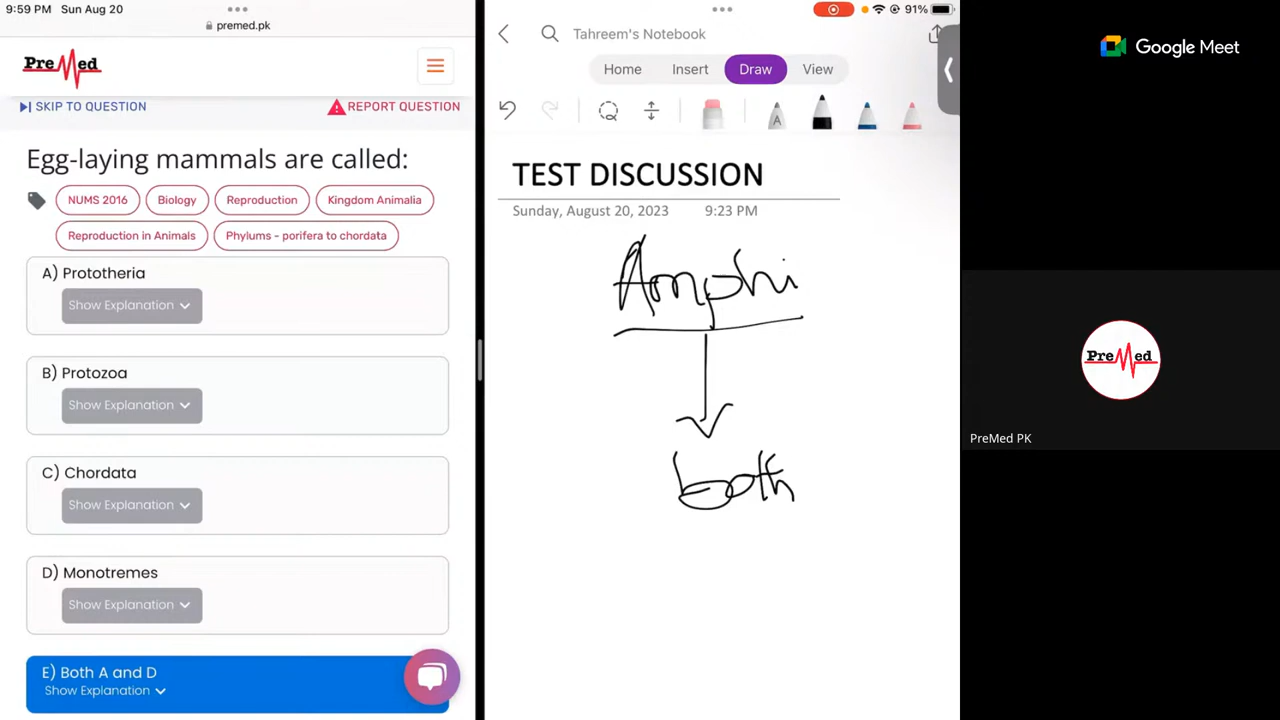 9:59 PM Sun Aug 20
premed.pk
PreMed
SKIP TO QUESTION
REPORT QUESTION
Egg-laying mammals are called:
NUMS 2016
Biology
Reproduction
Kingdom Animalia
Reproduction in Animals
Phylums - porifera to chordata
A) Prototheria
Show Explanation
B) Protozoa
Show Explanation
C) Chordata
Show Explanation
D) Monotremes
Show Explanation
E) Both A and D
Show Explanation
91%
Tahreem's Notebook
Home
Insert
Draw
View
A
TEST DISCUSSION
Sunday, August 20, 2023 9:23 PM
Amphi
both
Google Meet
PreMed
PreMed PK